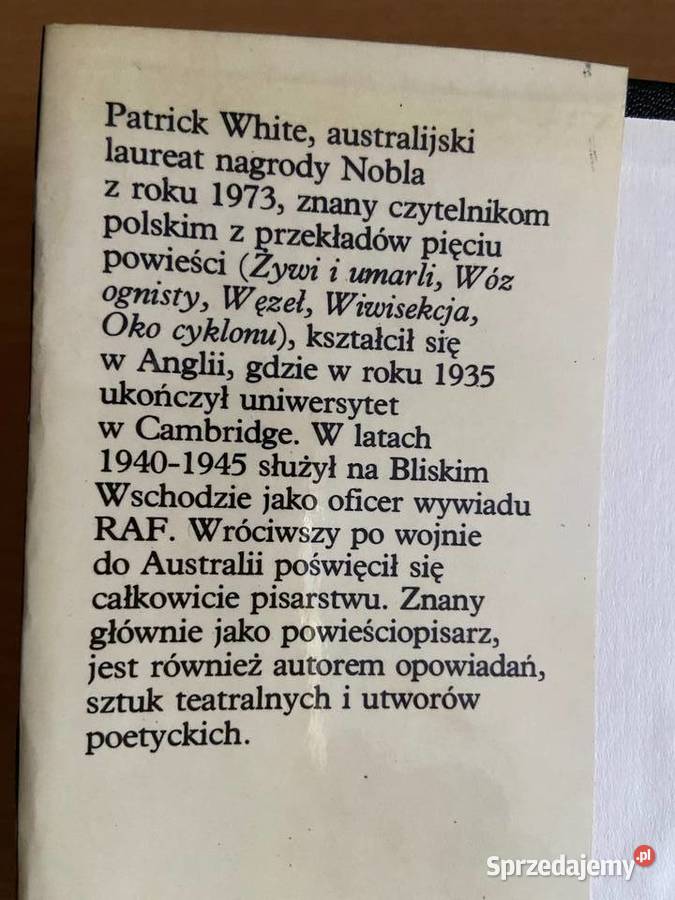 Patrick White, australijski
laureat nagrody Nobla
z roku 1973, znany czytelnikom
polskim z przekładów pięciu
powieści (Żywi i umarli, Wóz
ognisty, Węzeł, Wiwisekcja,
Oko cyklonu), kształcił się
w Anglii, gdzie w roku 1935
ukończył uniwersytet
w Cambridge. W latach
1940-1945 służył na Bliskim
Wschodzie jako oficer wywiadu
RAF. Wróciwszy po wojnie
do Australii poświęcił się
całkowicie pisarstwu. Znany
głównie jako powieściopisarz,
jest również autorem opowiadań,
sztuk teatralnych i utworów
poetyckich.
Sprzedajemy.pl